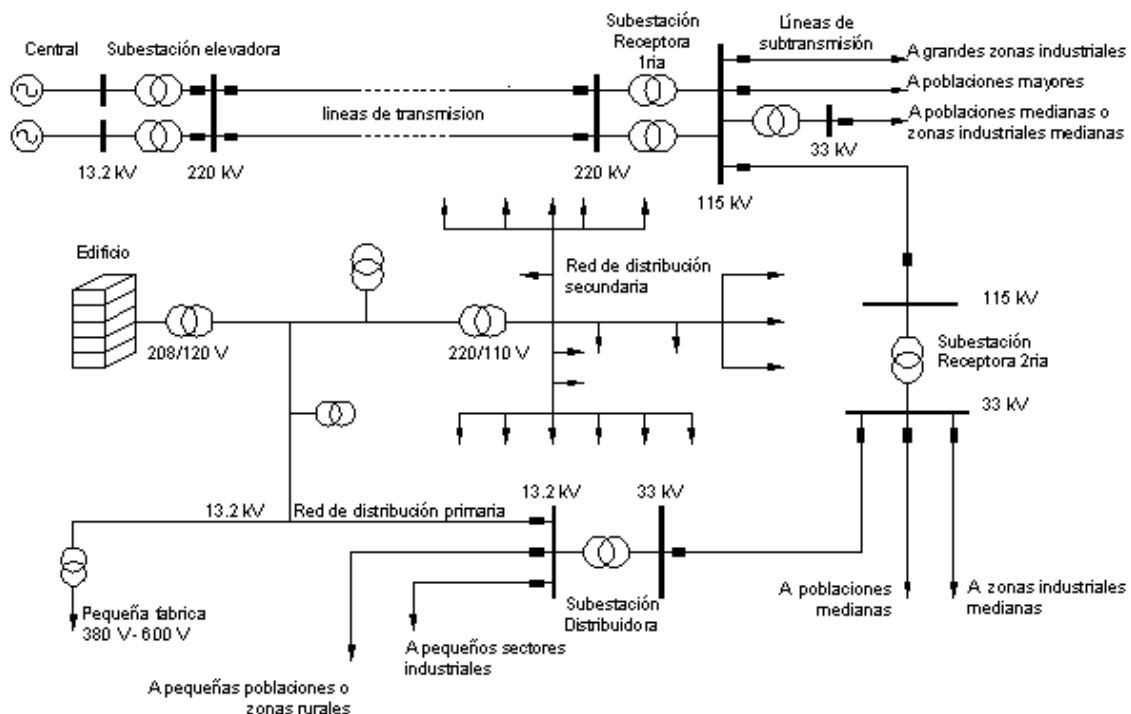 Central
Subestación elevadora
Subestación
Receptora
1ria
Líneas de
subtransmisión
A grandes zonas industriales
A poblaciones mayores
A poblaciones medianas o
zonas industriales medianas
lineas de transmision
13.2 kV
220 kV
220 kV
33 kV
115 kV
Edificio
Red de distribución
secundaria
208/120 V
220/110 V
115 kV
Subestación
Receptora 2ria
33 kV
13.2 kV
Red de distribución primaria
13.2 kV
33 kV
Pequeña fabrica
380 V- 600 V
Subestación
Distribuidora
A poblaciones
medianas
A zonas industriales
medianas
A pequeños sectores
industriales
A pequeñas poblaciones o
zonas rurales